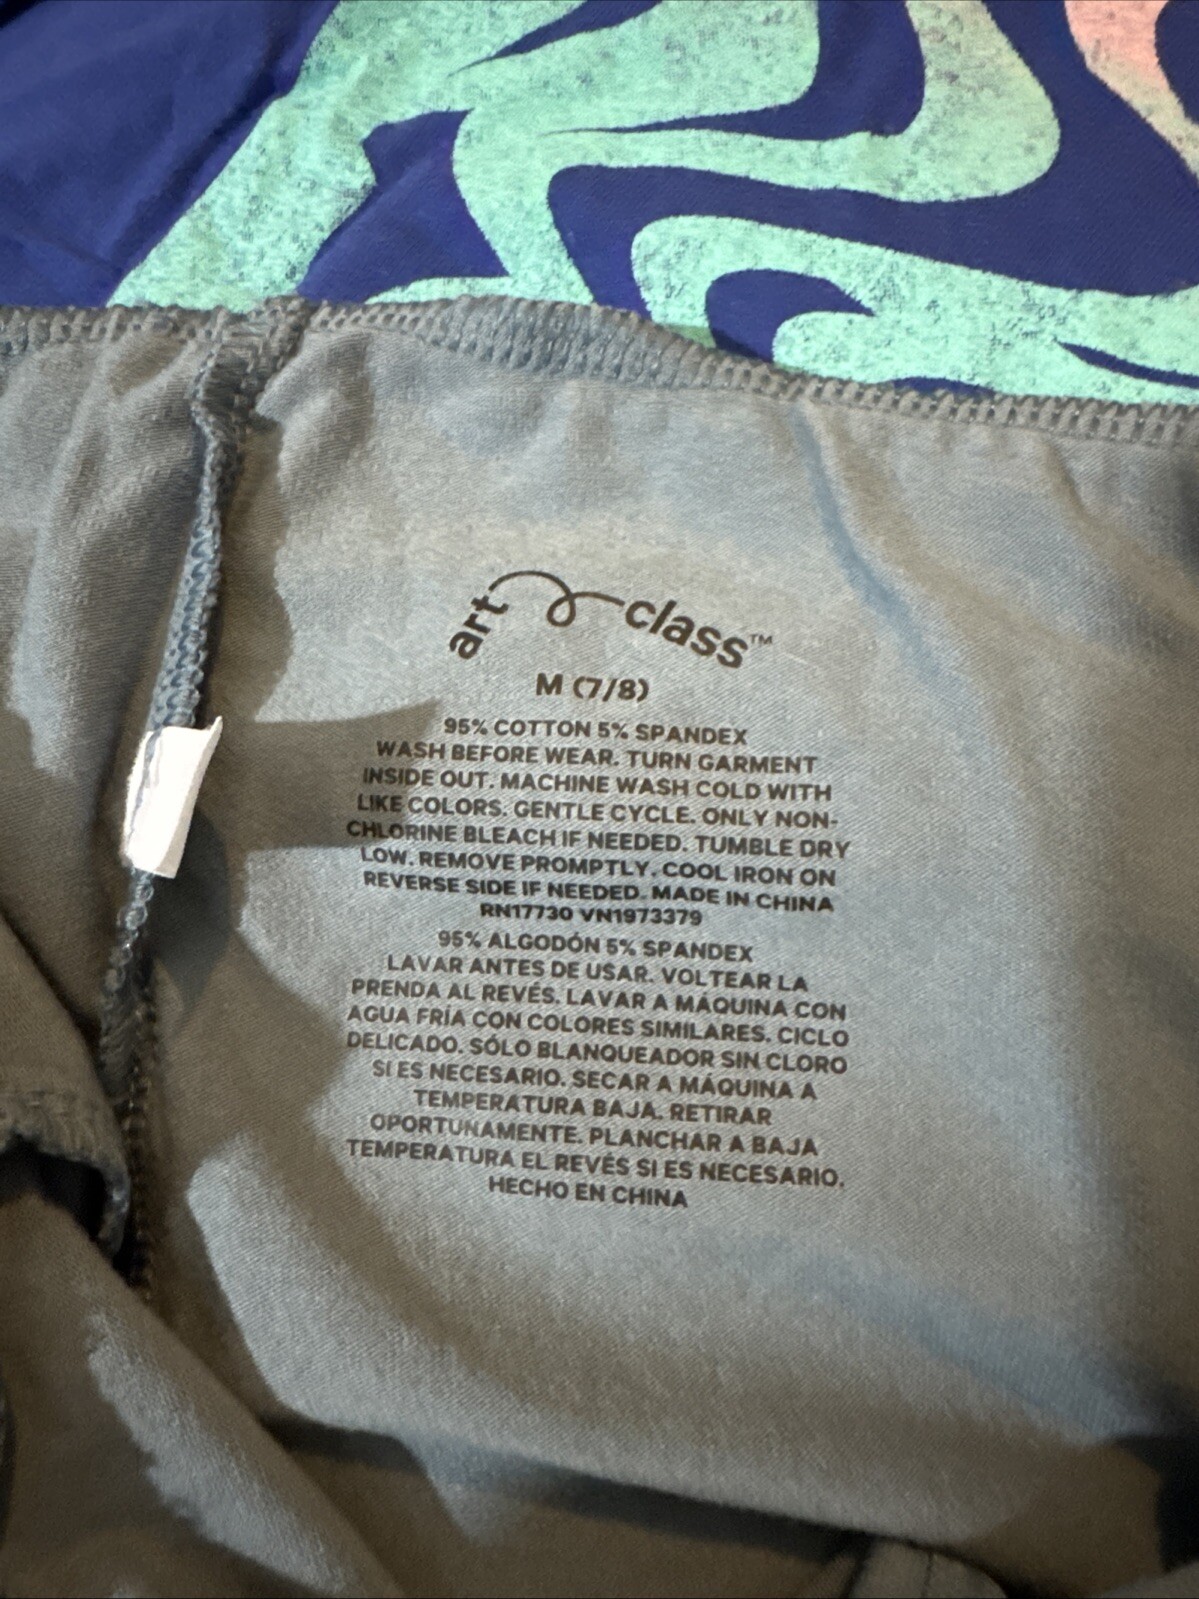 art class™
M (7/8)
95% COTTON 5% SPANDEX
WASH BEFORE WEAR. TURN GARMENT
INSIDE OUT. MACHINE WASH COLD WITH
LIKE COLORS. GENTLE CYCLE. ONLY NON-
CHLORINE BLEACH IF NEEDED. TUMBLE DRY
LOW. REMOVE PROMPTLY. COOL IRON ON
REVERSE SIDE IF NEEDED. MADE IN CHINA
RN17730 VN1973379
95% ALGODÓN 5% SPANDEX
LAVAR ANTES DE USAR. VOLTEAR LA
PRENDA AL REVÉS. LAVAR A MÁQUINA CON
AGUA FRÍA CON COLORES SIMILARES. CICLO
DELICADO. SÓLO BLANQUEADOR SIN CLORO
SI ES NECESARIO. SECAR A MÁQUINA A
TEMPERATURA BAJA. RETIRAR
OPORTUNAMENTE. PLANCHAR A BAJA
TEMPERATURA EL REVÉS SI ES NECESARIO.
HECHO EN CHINA